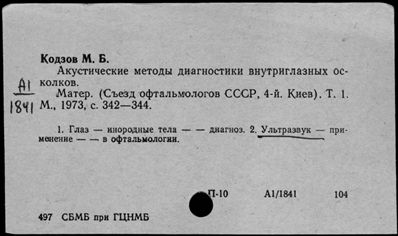 Кодзов М. Б.
Акустические методы диагностики внутриглазных ос-
колков.
А1
1841
Матер. (Съезд офтальмологов СССР, 4-й. Киев). Т. 1.
М., 1973, с. 342—344.
1. Глаз — инородные тела — — диагноз. 2. Ультразвук — при-
менение — — в офтальмологии.
П-10 А1/1841 104
497 СБМБ при ГЦНМБ